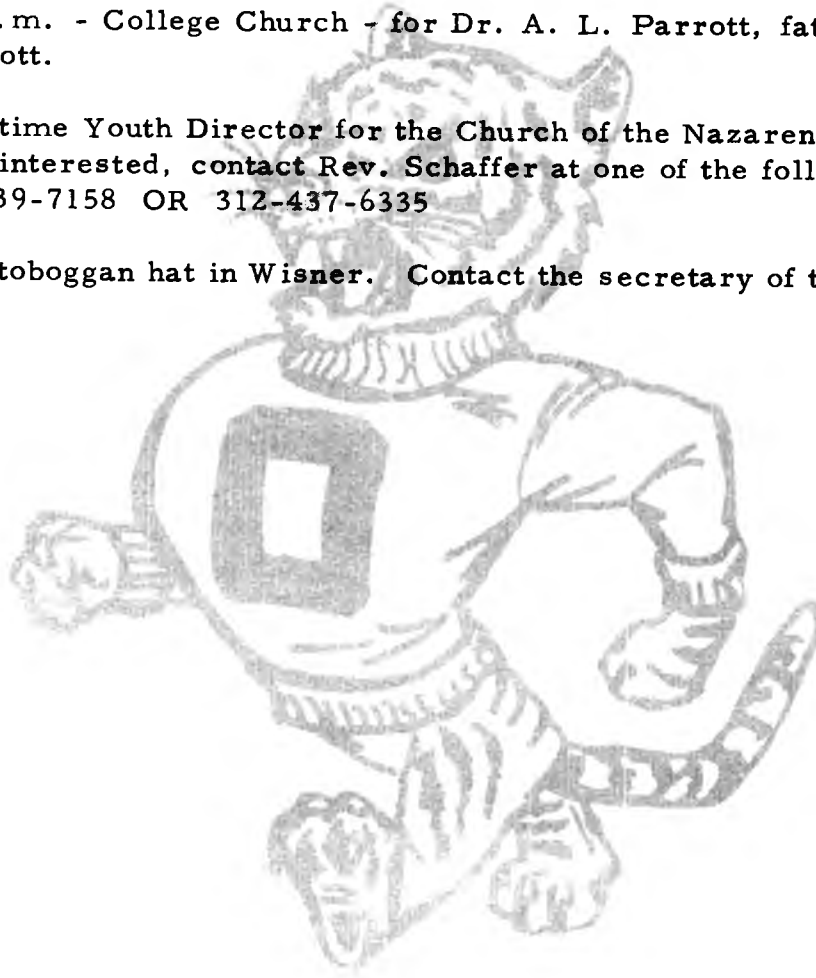 .m. - College Church - for Dr. A. L. Parrott, fat
ott.
time Youth Director for the Church of the Nazaren
interested, contact Rev. Schaffer at one of the foll
39-7158 OR 312-437-6335
toboggan hat in Wisner. Contact the secretary of t
O